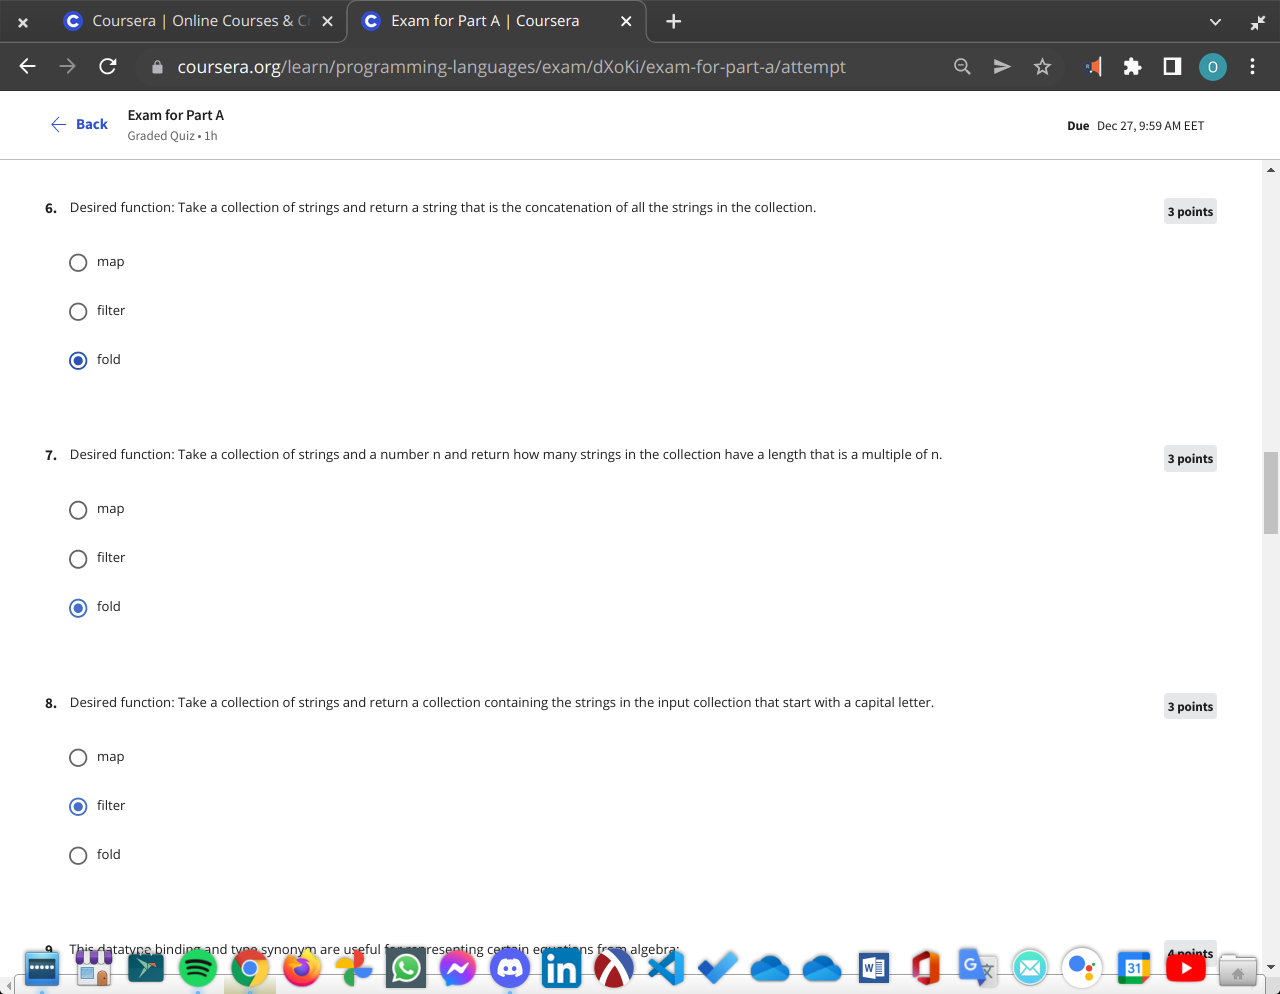 Coursera | Online Courses & C
Exam for Part A | Coursera
coursera.org/learn/programming-languages/exam/dXoKi/exam-for-part-a/attempt
O
Back
Exam for Part A
Graded Quiz • 1h
Due Dec 27, 9:59 AM EET
6. Desired function: Take a collection of strings and return a string that is the concatenation of all the strings in the collection.
3 points
map
filter
fold
7. Desired function: Take a collection of strings and a number n and return how many strings in the collection have a length that is a multiple of n.
3 points
map
filter
fold
8. Desired function: Take a collection of strings and return a collection containing the strings in the input collection that start with a capital letter.
3 points
map
filter
fold
9. This datatype binding and type synonym are useful for representing certain equations from algebra:
4 points
in
W
G
31